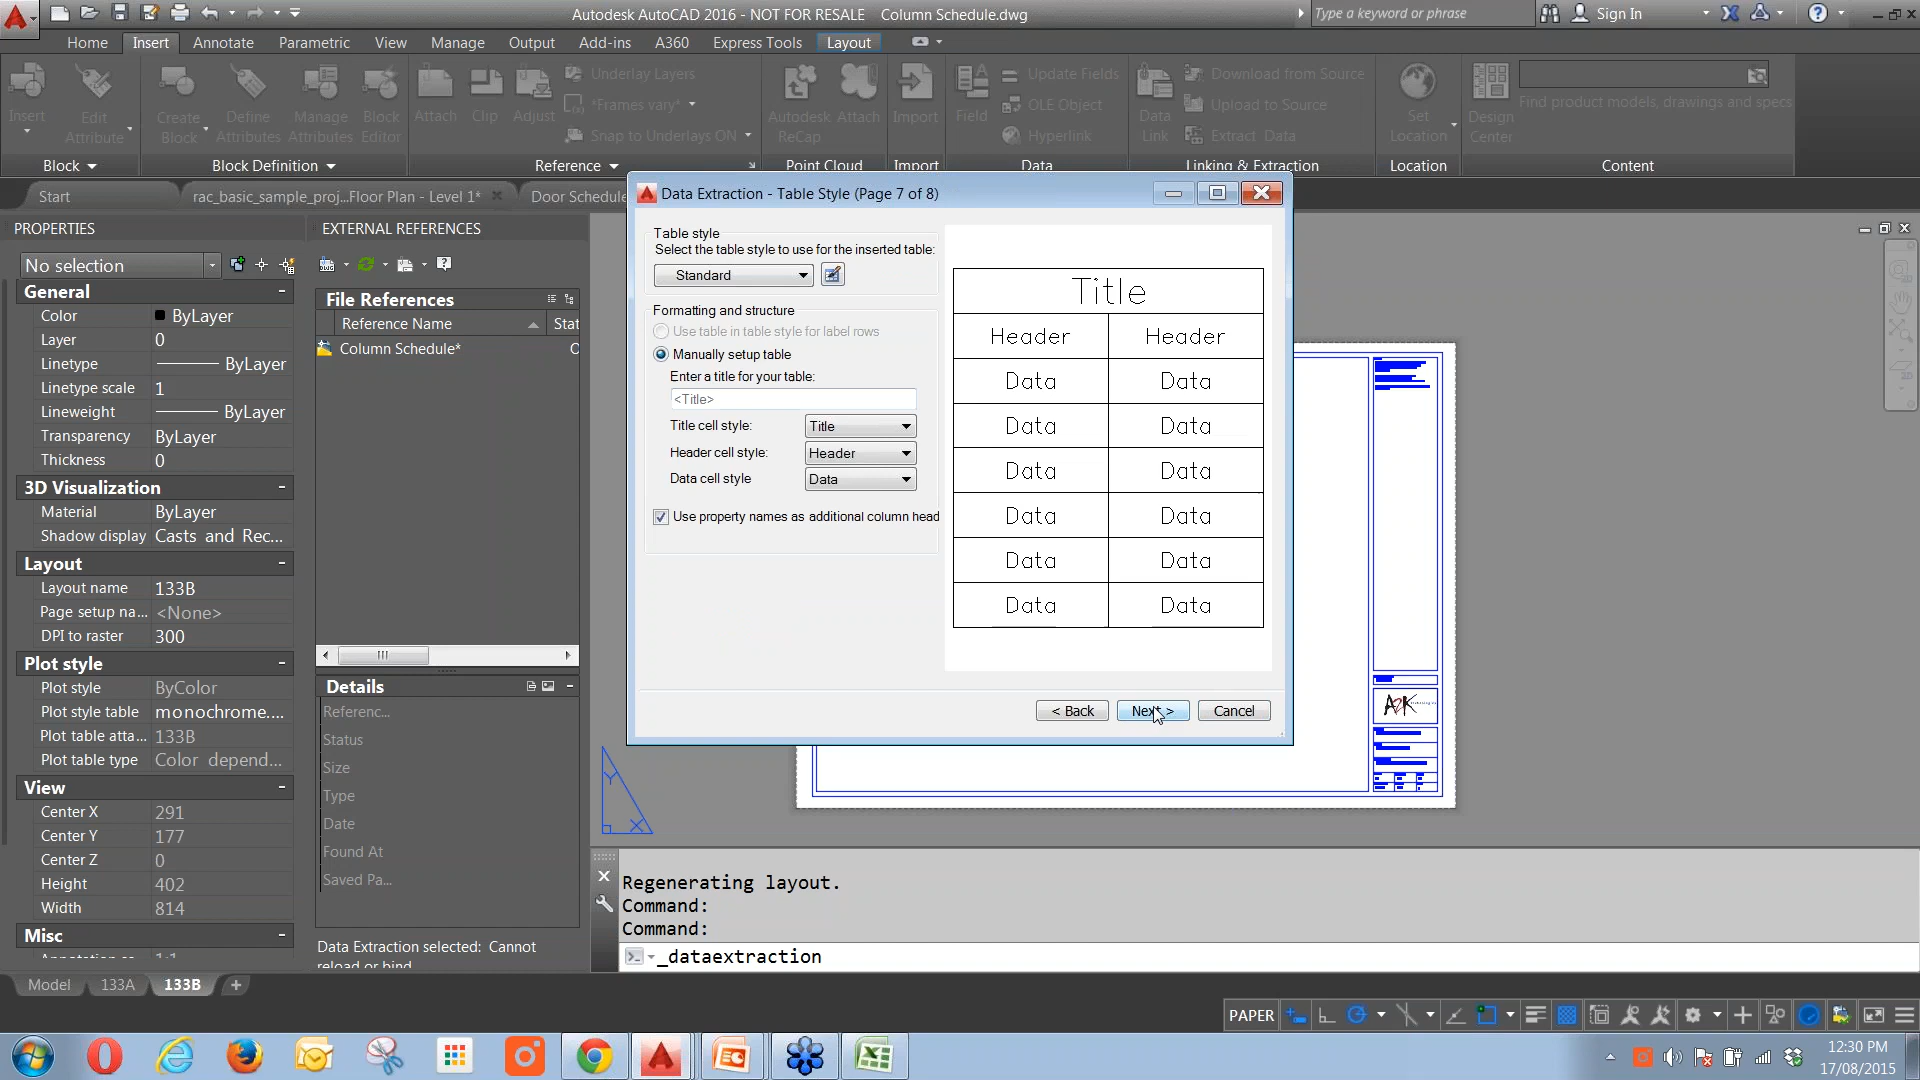 Autodesk AutoCAD 2016 - NOT FOR RESALE   Column Schedule.dwg
Type a keyword or phrase
Sign In
Home Insert Annotate Parametric View Manage Output Add-ins A360 Express Tools Layout
Insert
Edit Attribute
Create Block
Define Attributes
Manage Attributes
Block Editor
Attach
Clip
Adjust
Underlay Layers
*Frames vary*
Snap to Underlays ON
Autodesk ReCap
Attach
Import
Field
Update Fields
OLE Object
Hyperlink
Data Link
Download from Source
Upload to Source
Extract Data
Set Location
Design Center
Find product models, drawings and specs
Block
Block Definition
Reference
Point Cloud
Import
Data
Linking & Extraction
Location
Content
Start
rac_basic_sample_proj...Floor Plan - Level 1*
Door Schedule
PROPERTIES
No selection
General
Color ByLayer
Layer 0
Linetype ByLayer
Linetype scale 1
Lineweight ByLayer
Transparency ByLayer
Thickness 0
3D Visualization
Material ByLayer
Shadow display Casts and Rec...
Layout
Layout name 133B
Page setup na... <None>
DPI to raster 300
Plot style
Plot style ByColor
Plot style table monochrome....
Plot table atta... 133B
Plot table type Color depend...
View
Center X 291
Center Y 177
Center Z 0
Height 402
Width 814
Misc
EXTERNAL REFERENCES
File References
Reference Name Stat
Column Schedule*
Details
Referenc...
Status
Size
Type
Date
Found At
Saved Pa...
Data Extraction selected: Cannot
reload or bind
Data Extraction - Table Style (Page 7 of 8)
Table style
Select the table style to use for the inserted table:
Standard
Formatting and structure
Use table in table style for label rows
Manually setup table
Enter a title for your table:
<Title>
Title cell style: Title
Header cell style: Header
Data cell style Data
Use property names as additional column head
Title
Header Header
Data Data
Data Data
Data Data
Data Data
Data Data
Data Data
< Back
Next >
Cancel
Y
X
A2K
Regenerating layout.
Command:
Command:
_dataextraction
Model 133A 133B +
PAPER
12:30 PM
17/08/2015